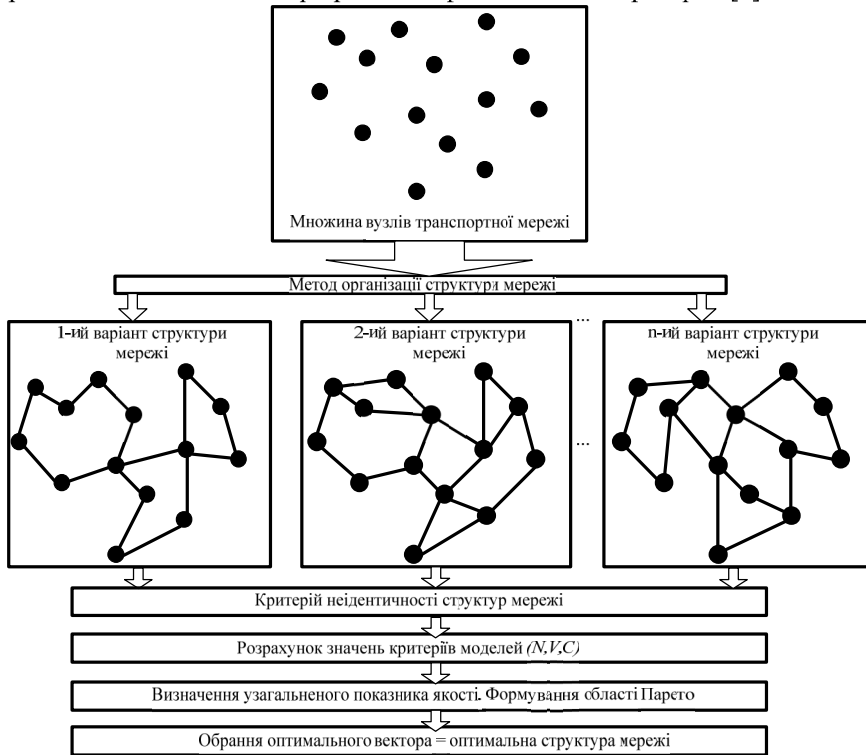 Множина вузлів транспортної мережі
Метод організації структури мережі
1-ий варіант структури
мережі
2-ий варіант структури
мережі
...
n-ий варіант структури
мережі
...
Критерій неідентичності структур мережі
Розрахунок значень критеріїв моделей (N,V,C)
Визначення узагальненого показника якості. Формування області Парето
Обрання оптимального вектора = оптимальна структура мережі